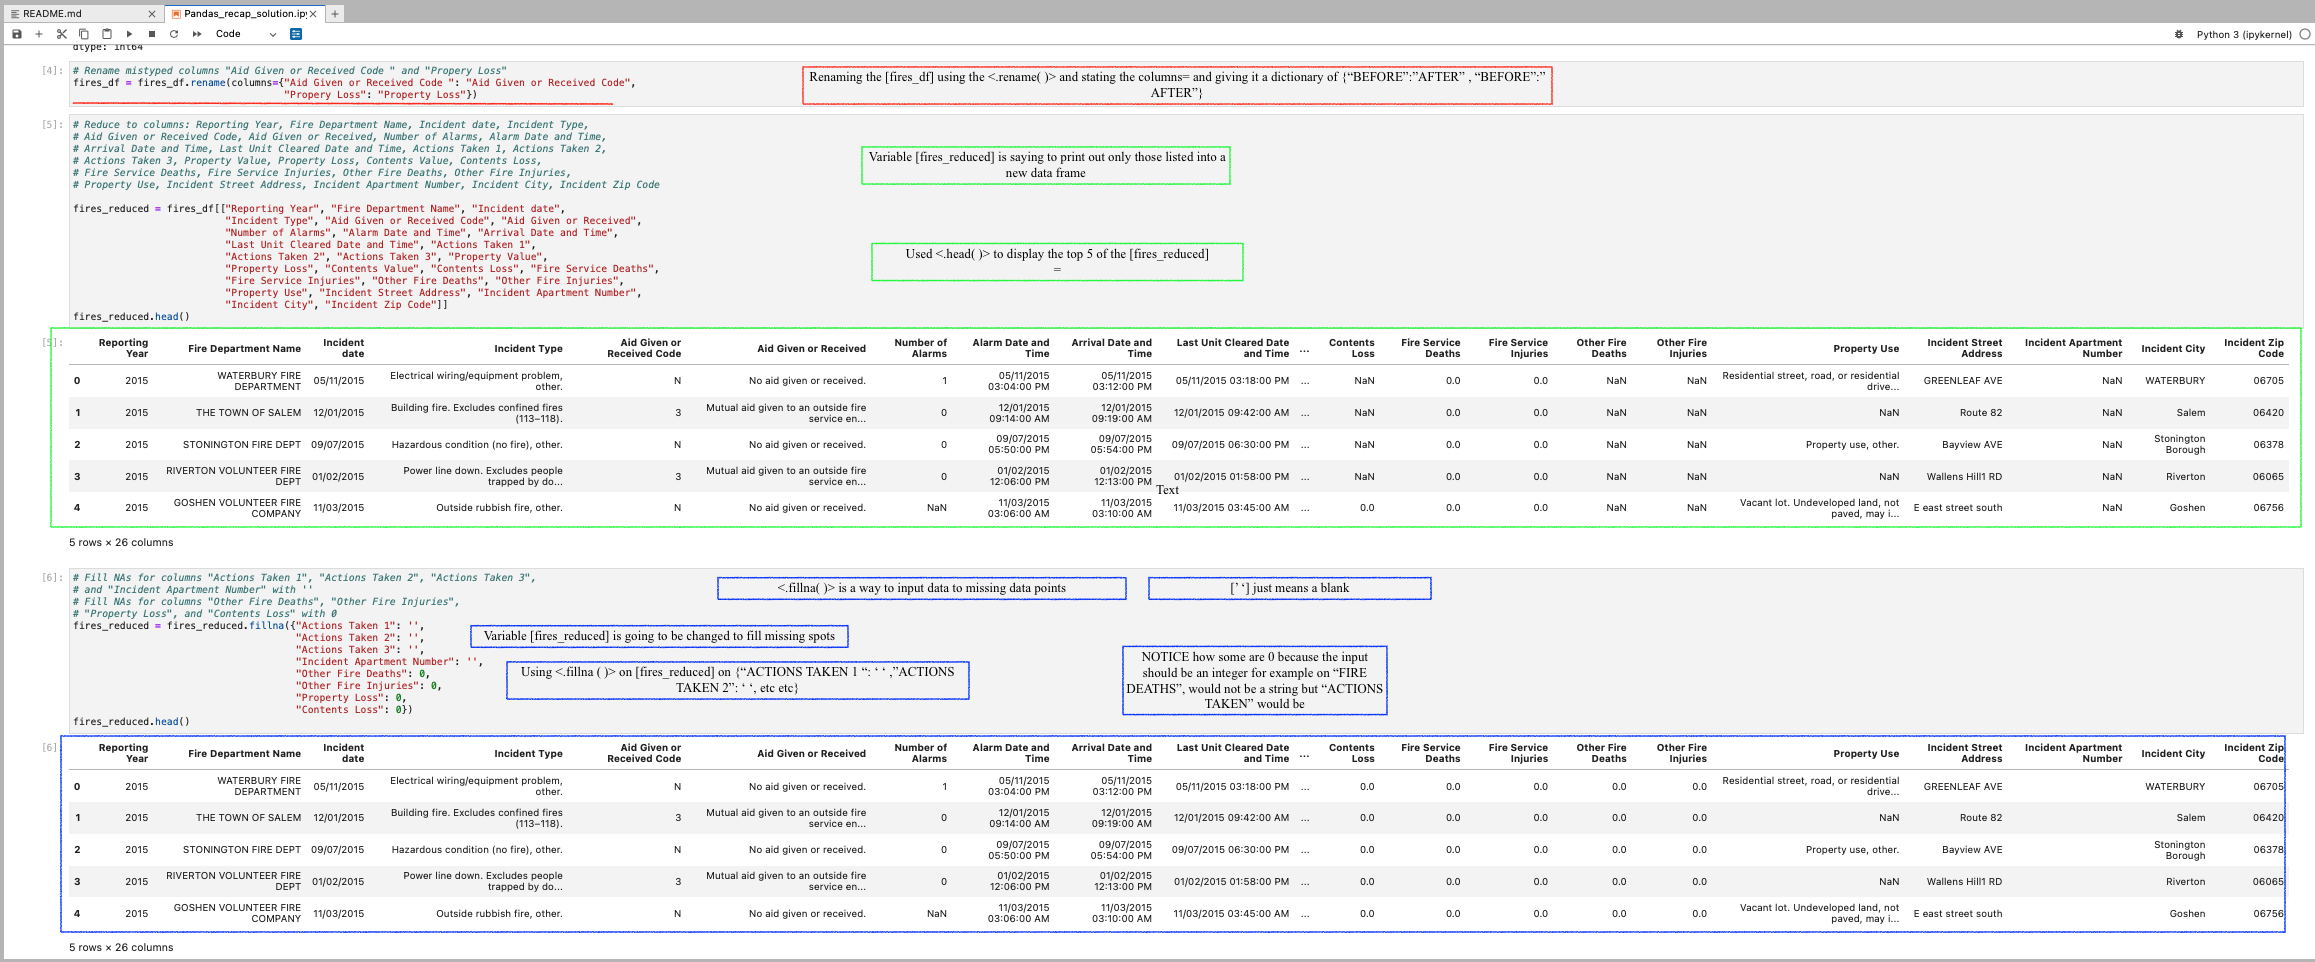 README.md
Pandas_recap_solution.ip
Code
Python 3 (ipykernel)
dtype: int64
[4]:
# Rename mistyped columns "Aid Given or Received Code " and "Propery Loss"
fires_df = fires_df.rename(columns={"Aid Given or Received Code ": "Aid Given or Received Code",
"Propery Loss": "Property Loss"})
Renaming the [fires_df] using the <.rename( )> and stating the columns= and giving it a dictionary of {“BEFORE”:”AFTER” , “BEFORE”:”
AFTER”}
[5]:
# Reduce to columns: Reporting Year, Fire Department Name, Incident date, Incident Type,
# Aid Given or Received Code, Aid Given or Received, Number of Alarms, Alarm Date and Time,
# Arrival Date and Time, Last Unit Cleared Date and Time, Actions Taken 1, Actions Taken 2,
# Actions Taken 3, Property Value, Property Loss, Contents Value, Contents Loss,
# Fire Service Deaths, Fire Service Injuries, Other Fire Deaths, Other Fire Injuries,
# Property Use, Incident Street Address, Incident Apartment Number, Incident City, Incident Zip Code
Variable [fires_reduced] is saying to print out only those listed into a
new data frame
fires_reduced = fires_df[["Reporting Year", "Fire Department Name", "Incident date",
"Incident Type", "Aid Given or Received Code", "Aid Given or Received",
"Number of Alarms", "Alarm Date and Time", "Arrival Date and Time",
"Last Unit Cleared Date and Time", "Actions Taken 1",
"Actions Taken 2", "Actions Taken 3", "Property Value",
"Property Loss", "Contents Value", "Contents Loss", "Fire Service Deaths",
"Fire Service Injuries", "Other Fire Deaths", "Other Fire Injuries",
"Property Use", "Incident Street Address", "Incident Apartment Number",
"Incident City", "Incident Zip Code"]]
fires_reduced.head()
Used <.head( )> to display the top 5 of the [fires_reduced]
=
[5]:
Reporting Year Fire Department Name Incident date Incident Type Aid Given or Received Code Aid Given or Received Number of Alarms Alarm Date and Time Arrival Date and Time Last Unit Cleared Date and Time ... Contents Loss Fire Service Deaths Fire Service Injuries Other Fire Deaths Other Fire Injuries Property Use Incident Street Address Incident Apartment Number Incident City Incident Zip Code
0 2015 WATERBURY FIRE DEPARTMENT 05/11/2015 Electrical wiring/equipment problem, other. N No aid given or received. 1 05/11/2015 03:04:00 PM 05/11/2015 03:12:00 PM 05/11/2015 03:18:00 PM ... NaN 0.0 0.0 NaN NaN Residential street, road, or residential drive... GREENLEAF AVE NaN WATERBURY 06705
1 2015 THE TOWN OF SALEM 12/01/2015 Building fire. Excludes confined fires (113–118). 3 Mutual aid given to an outside fire service en... 0 12/01/2015 09:14:00 AM 12/01/2015 09:19:00 AM 12/01/2015 09:42:00 AM ... NaN 0.0 0.0 NaN NaN NaN Route 82 NaN Salem 06420
2 2015 STONINGTON FIRE DEPT 09/07/2015 Hazardous condition (no fire), other. N No aid given or received. 0 09/07/2015 05:50:00 PM 09/07/2015 05:54:00 PM 09/07/2015 06:30:00 PM ... NaN 0.0 0.0 NaN NaN Property use, other. Bayview AVE NaN Stonington Borough 06378
3 2015 RIVERTON VOLUNTEER FIRE DEPT 01/02/2015 Power line down. Excludes people trapped by do... 3 Mutual aid given to an outside fire service en... 0 01/02/2015 12:06:00 PM 01/02/2015 12:13:00 PM 01/02/2015 01:58:00 PM ... NaN 0.0 0.0 NaN NaN NaN Wallens Hill1 RD NaN Riverton 06065
Text
4 2015 GOSHEN VOLUNTEER FIRE COMPANY 11/03/2015 Outside rubbish fire, other. N No aid given or received. NaN 11/03/2015 03:06:00 AM 11/03/2015 03:10:00 AM 11/03/2015 03:45:00 AM ... 0.0 0.0 0.0 NaN NaN Vacant lot. Undeveloped land, not paved, may i... E east street south NaN Goshen 06756
5 rows × 26 columns
[6]:
# Fill NAs for columns "Actions Taken 1", "Actions Taken 2", "Actions Taken 3",
# and "Incident Apartment Number" with ''
# Fill NAs for columns "Other Fire Deaths", "Other Fire Injuries",
# "Property Loss", and "Contents Loss" with 0
<.fillna( )> is a way to input data to missing data points
[’ ‘] just means a blank
fires_reduced = fires_reduced.fillna({"Actions Taken 1": '',
"Actions Taken 2": '',
"Actions Taken 3": '',
"Incident Apartment Number": '',
"Other Fire Deaths": 0,
"Other Fire Injuries": 0,
"Property Loss": 0,
"Contents Loss": 0})
fires_reduced.head()
Variable [fires_reduced] is going to be changed to fill missing spots
Using <.fillna ( )> on [fires_reduced] on {“ACTIONS TAKEN 1 “: ‘ ‘ ,”ACTIONS
TAKEN 2”: ‘ ‘, etc etc}
NOTICE how some are 0 because the input
should be an integer for example on “FIRE
DEATHS”, would not be a string but “ACTIONS
TAKEN” would be
[6]
Reporting Year Fire Department Name Incident date Incident Type Aid Given or Received Code Aid Given or Received Number of Alarms Alarm Date and Time Arrival Date and Time Last Unit Cleared Date and Time ... Contents Loss Fire Service Deaths Fire Service Injuries Other Fire Deaths Other Fire Injuries Property Use Incident Street Address Incident Apartment Number Incident City Incident Zip Code
0 2015 WATERBURY FIRE DEPARTMENT 05/11/2015 Electrical wiring/equipment problem, other. N No aid given or received. 1 05/11/2015 03:04:00 PM 05/11/2015 03:12:00 PM 05/11/2015 03:18:00 PM ... 0.0 0.0 0.0 0.0 0.0 Residential street, road, or residential drive... GREENLEAF AVE WATERBURY 06705
1 2015 THE TOWN OF SALEM 12/01/2015 Building fire. Excludes confined fires (113–118). 3 Mutual aid given to an outside fire service en... 0 12/01/2015 09:14:00 AM 12/01/2015 09:19:00 AM 12/01/2015 09:42:00 AM ... 0.0 0.0 0.0 0.0 0.0 NaN Route 82 Salem 06420
2 2015 STONINGTON FIRE DEPT 09/07/2015 Hazardous condition (no fire), other. N No aid given or received. 0 09/07/2015 05:50:00 PM 09/07/2015 05:54:00 PM 09/07/2015 06:30:00 PM ... 0.0 0.0 0.0 0.0 0.0 Property use, other. Bayview AVE Stonington Borough 06378
3 2015 RIVERTON VOLUNTEER FIRE DEPT 01/02/2015 Power line down. Excludes people trapped by do... 3 Mutual aid given to an outside fire service en... 0 01/02/2015 12:06:00 PM 01/02/2015 12:13:00 PM 01/02/2015 01:58:00 PM ... 0.0 0.0 0.0 0.0 0.0 NaN Wallens Hill1 RD Riverton 06065
4 2015 GOSHEN VOLUNTEER FIRE COMPANY 11/03/2015 Outside rubbish fire, other. N No aid given or received. NaN 11/03/2015 03:06:00 AM 11/03/2015 03:10:00 AM 11/03/2015 03:45:00 AM ... 0.0 0.0 0.0 0.0 0.0 Vacant lot. Undeveloped land, not paved, may i... E east street south Goshen 06756
5 rows × 26 columns